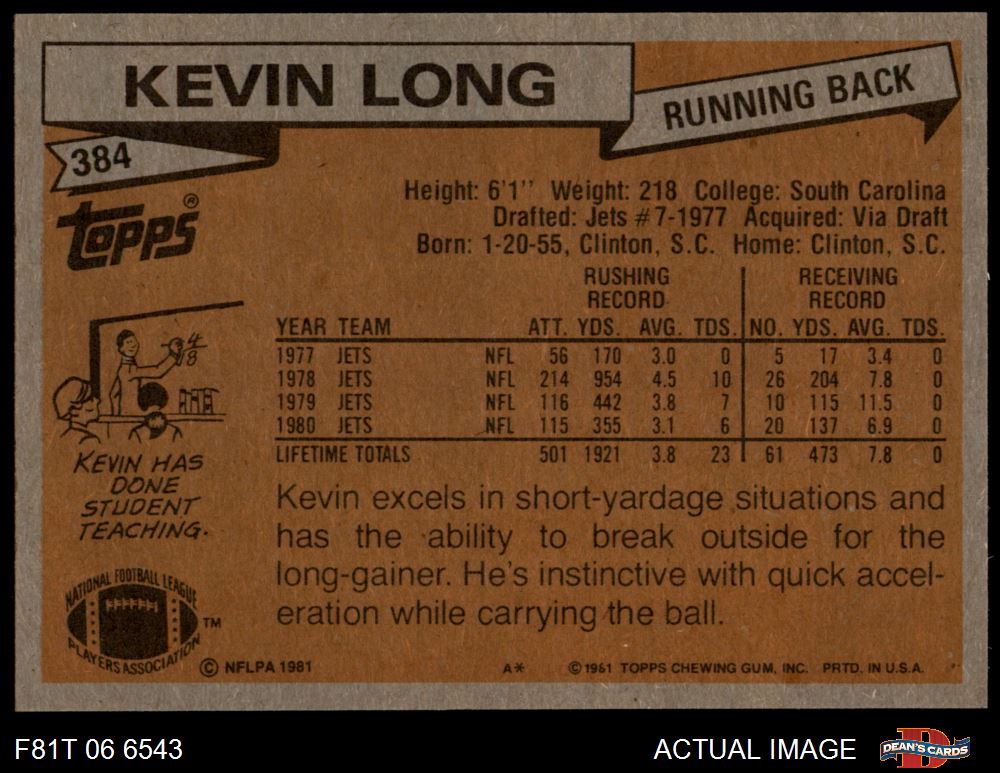 KEVIN LONG
RUNNING BACK
384
Topps®
Height: 6'1" Weight: 218 College: South Carolina
Drafted: Jets #7-1977 Acquired: Via Draft
Born: 1-20-55, Clinton, S.C. Home: Clinton, S.C.
RUSHING RECORD RECEIVING RECORD
YEAR TEAM ATT. YDS. AVG. TDS. NO. YDS. AVG. TDS.
1977 JETS NFL 56 170 3.0 0 5 17 3.4 0
1978 JETS NFL 214 954 4.5 10 26 204 7.8 0
1979 JETS NFL 116 442 3.8 7 10 115 11.5 0
1980 JETS NFL 115 355 3.1 6 20 137 6.9 0
LIFETIME TOTALS 501 1921 3.8 23 61 473 7.8 0
4/8
KEVIN HAS
DONE
STUDENT
TEACHING.
Kevin excels in short-yardage situations and
has the ability to break outside for the
long-gainer. He's instinctive with quick accel-
eration while carrying the ball.
NATIONAL FOOTBALL LEAGUE
PLAYERS ASSOCIATION
TM
© NFLPA 1981 A* © 1981 TOPPS CHEWING GUM, INC. PRTD. IN U.S.A.
F81T 06 6543 ACTUAL IMAGE
D
DEAN'S CARDS